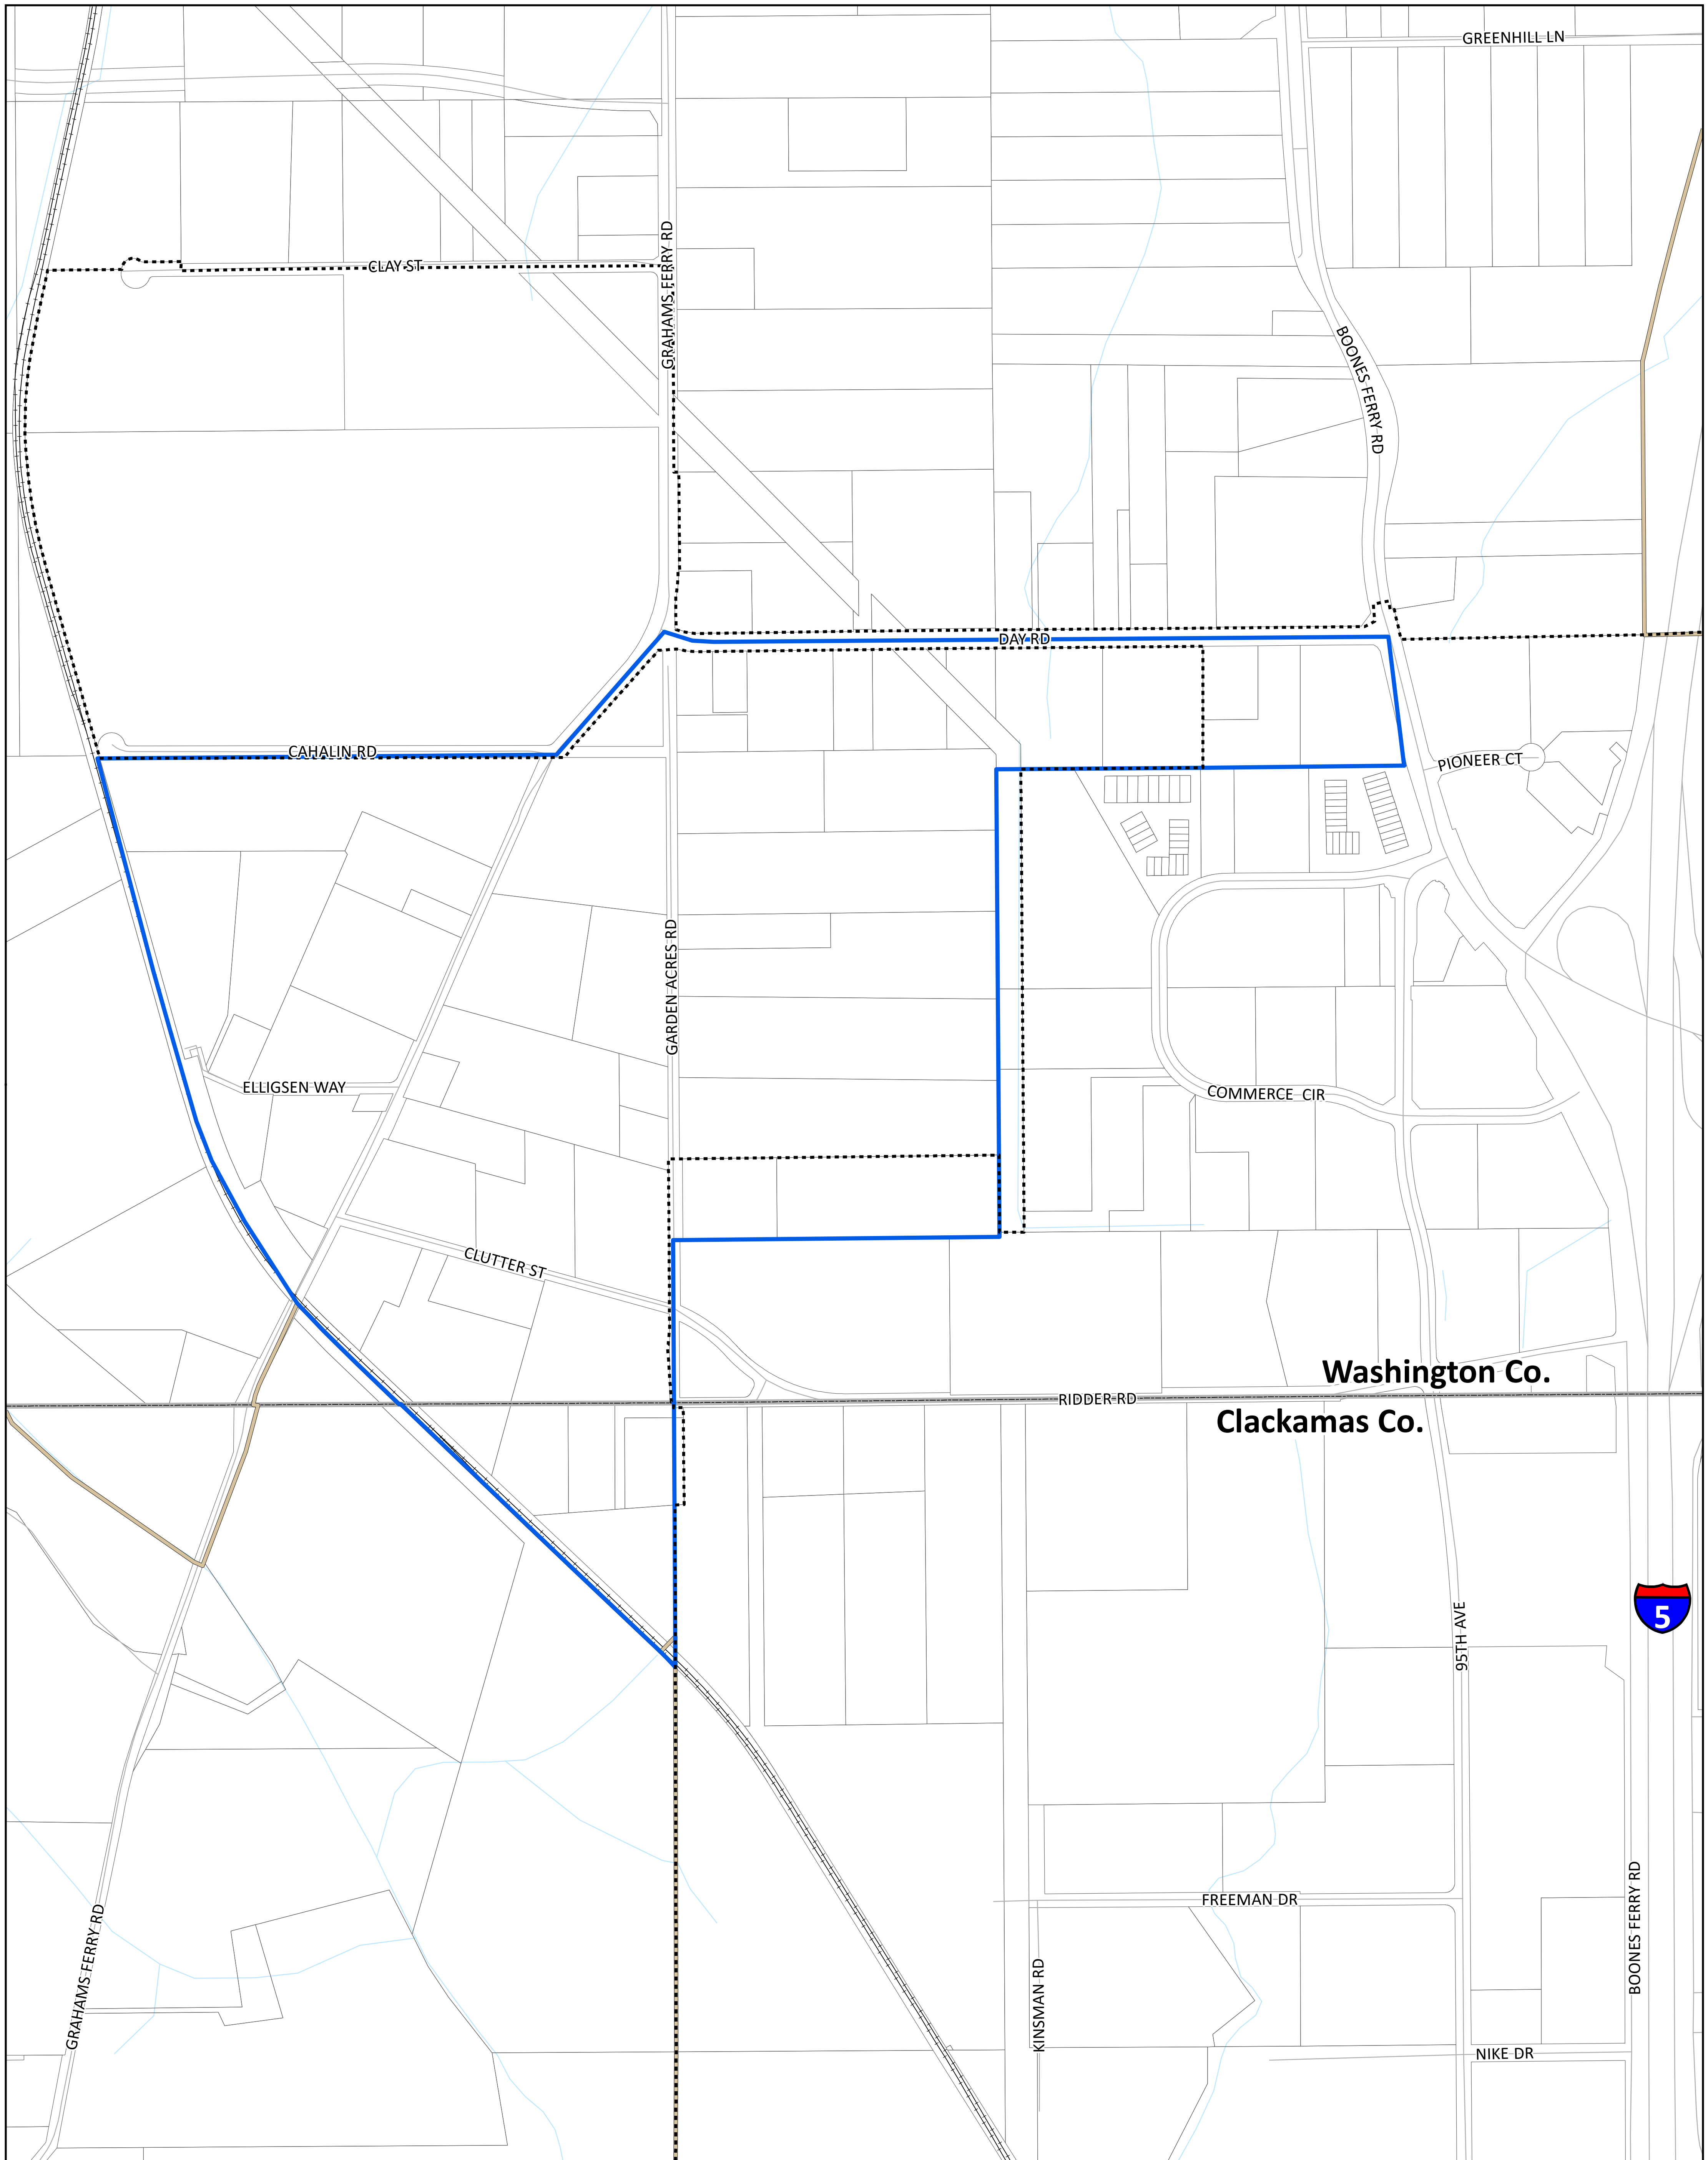 GREENHILL LN
CLAY ST
GRAHAMS FERRY RD
BOONES FERRY RD
DAY RD
CAHALIN RD
PIONEER CT
GARDEN ACRES RD
ELLIGSEN WAY
COMMERCE CIR
CLUTTER ST
Washington Co.
RIDDER RD
Clackamas Co.
5
95TH AVE
FREEMAN DR
GRAHAMS FERRY RD
KINSMAN RD
BOONES FERRY RD
NIKE DR